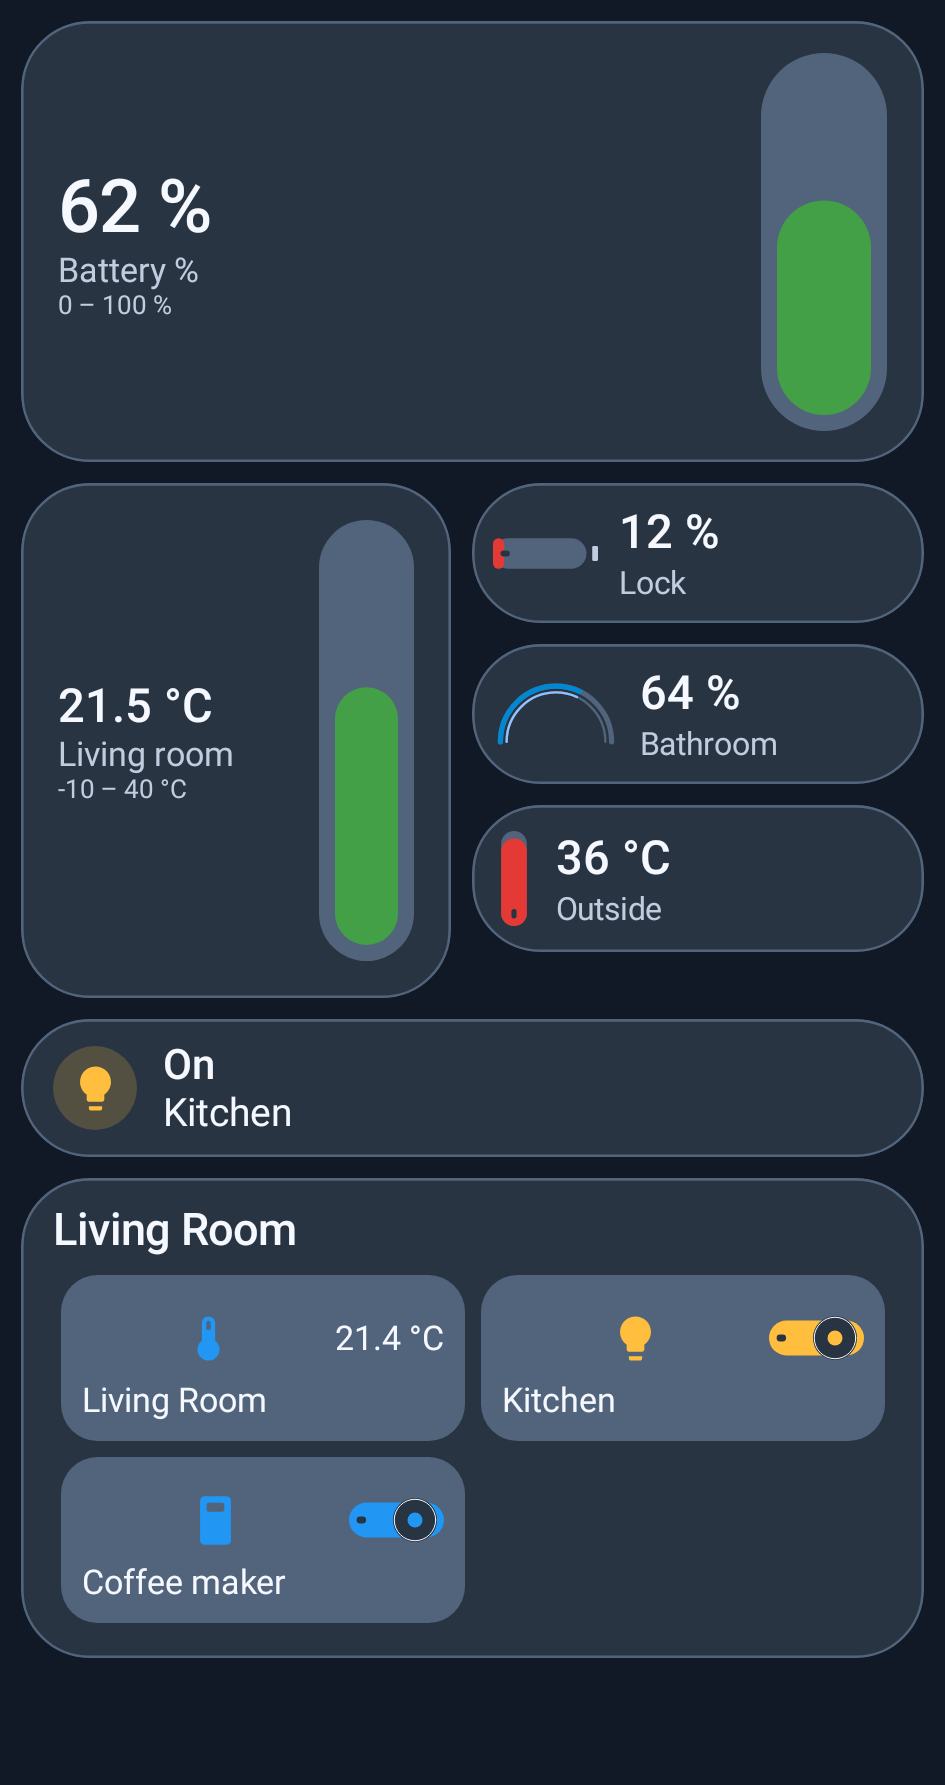 62 %
Battery %
0 – 100 %
21.5 °C
Living room
-10 – 40 °C
12 %
Lock
64 %
Bathroom
36 °C
Outside
On
Kitchen
Living Room
21.4 °C
Living Room
Kitchen
Coffee maker